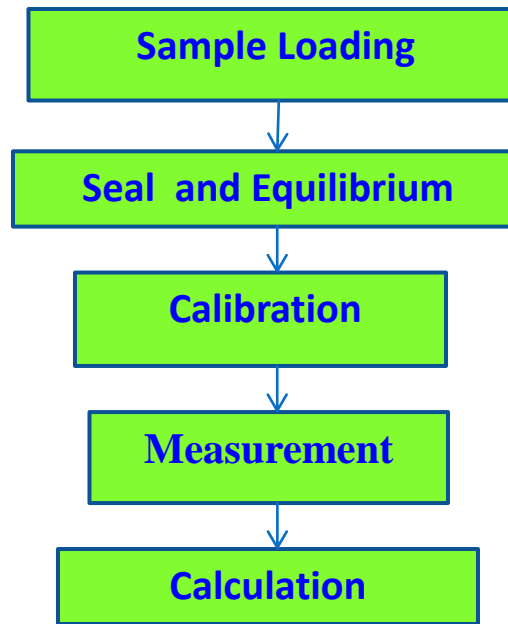 Sample Loading
Seal and Equilibrium
Calibration
Measurement
Calculation